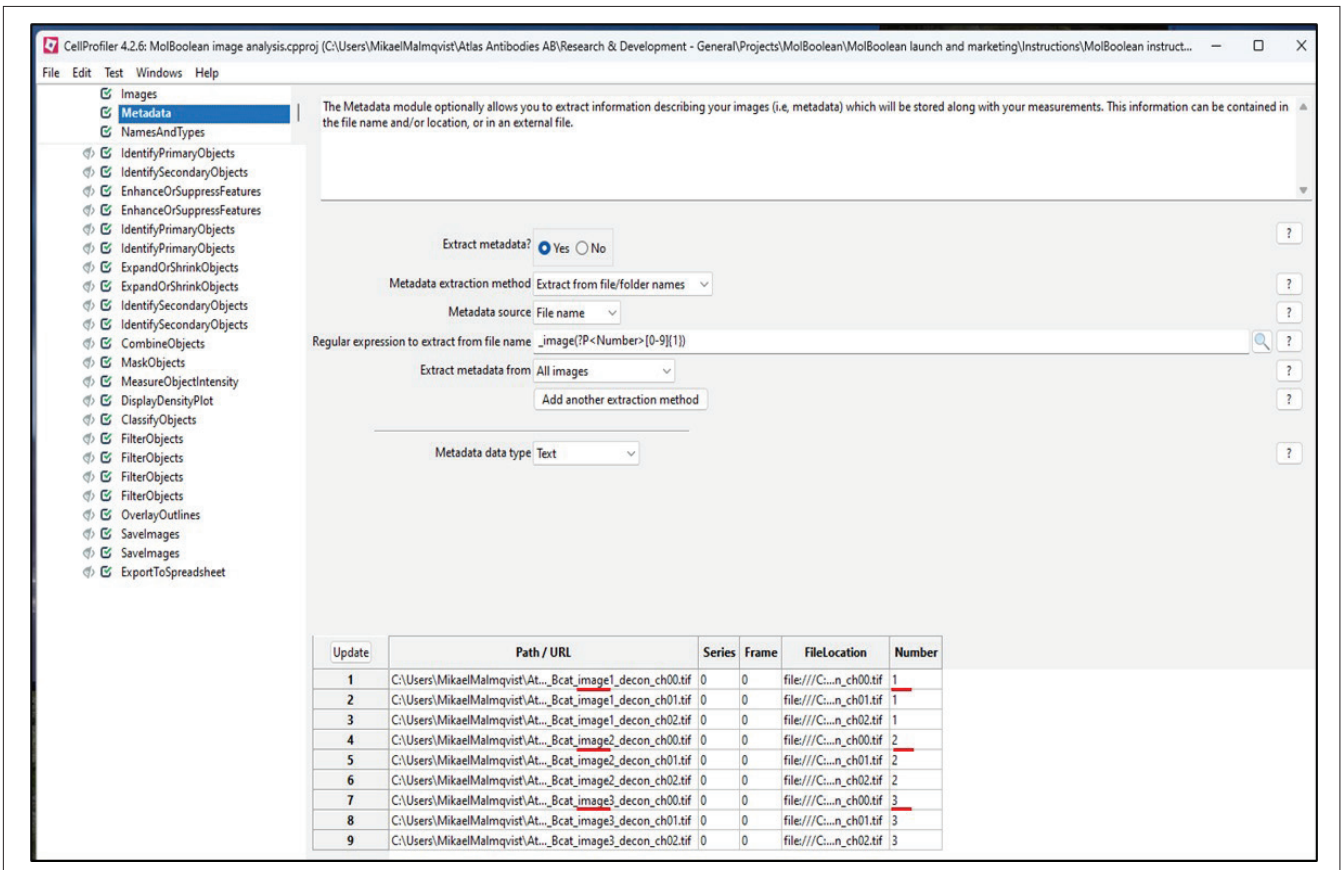 CellProfiler 4.2.6: MolBoolean image analysis.cpproj (C:\Users\MikaelMalmqvist\Atlas Antibodies AB\Research & Development - General\Projects\MolBoolean\MolBoolean launch and marketing\Instructions\MolBoolean instruct...
File Edit Test Windows Help
Images
Metadata
NamesAndTypes
IdentifyPrimaryObjects
IdentifySecondaryObjects
EnhanceOrSuppressFeatures
EnhanceOrSuppressFeatures
IdentifyPrimaryObjects
IdentifyPrimaryObjects
ExpandOrShrinkObjects
ExpandOrShrinkObjects
IdentifySecondaryObjects
IdentifySecondaryObjects
CombineObjects
MaskObjects
MeasureObjectIntensity
DisplayDensityPlot
ClassifyObjects
FilterObjects
FilterObjects
FilterObjects
FilterObjects
OverlayOutlines
SaveImages
SaveImages
ExportToSpreadsheet
The Metadata module optionally allows you to extract information describing your images (i.e, metadata) which will be stored along with your measurements. This information can be contained in
the file name and/or location, or in an external file.
Extract metadata? Yes No ?
Metadata extraction method Extract from file/folder names ?
Metadata source File name ?
Regular expression to extract from file name _image(?P<Number>[0-9]{1}) ?
Extract metadata from All images ?
Add another extraction method ?
Metadata data type Text ?
Update Path / URL Series Frame FileLocation Number
1 C:\Users\MikaelMalmqvist\At..._Bcat_image1_decon_ch00.tif 0 0 file:///C:...n_ch00.tif 1
2 C:\Users\MikaelMalmqvist\At..._Bcat_image1_decon_ch01.tif 0 0 file:///C:...n_ch01.tif 1
3 C:\Users\MikaelMalmqvist\At..._Bcat_image1_decon_ch02.tif 0 0 file:///C:...n_ch02.tif 1
4 C:\Users\MikaelMalmqvist\At..._Bcat_image2_decon_ch00.tif 0 0 file:///C:...n_ch00.tif 2
5 C:\Users\MikaelMalmqvist\At..._Bcat_image2_decon_ch01.tif 0 0 file:///C:...n_ch01.tif 2
6 C:\Users\MikaelMalmqvist\At..._Bcat_image2_decon_ch02.tif 0 0 file:///C:...n_ch02.tif 2
7 C:\Users\MikaelMalmqvist\At..._Bcat_image3_decon_ch00.tif 0 0 file:///C:...n_ch00.tif 3
8 C:\Users\MikaelMalmqvist\At..._Bcat_image3_decon_ch01.tif 0 0 file:///C:...n_ch01.tif 3
9 C:\Users\MikaelMalmqvist\At..._Bcat_image3_decon_ch02.tif 0 0 file:///C:...n_ch02.tif 3